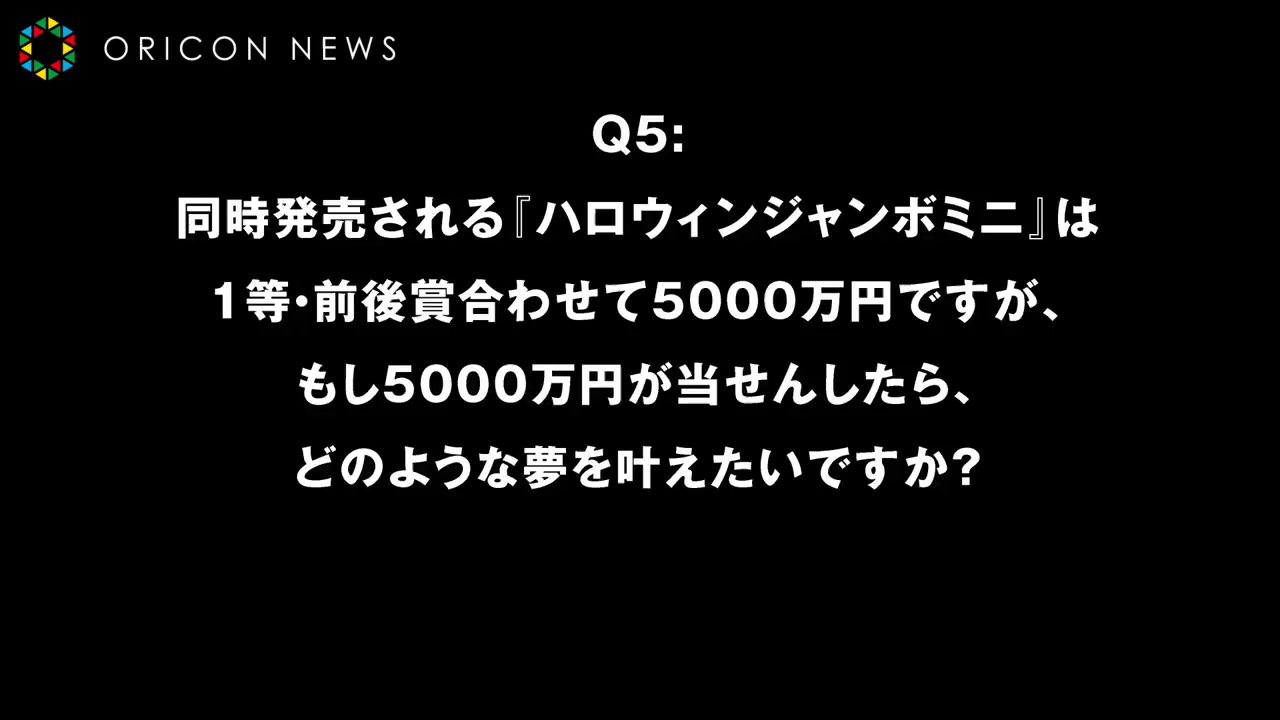 ORICON NEWS
Q5:
同時発売される『ハロウィンジャンボミニ』は
1等・前後賞合わせて5000万円ですが、
もし5000万円が当せんしたら、
どのような夢を叶えたいですか?